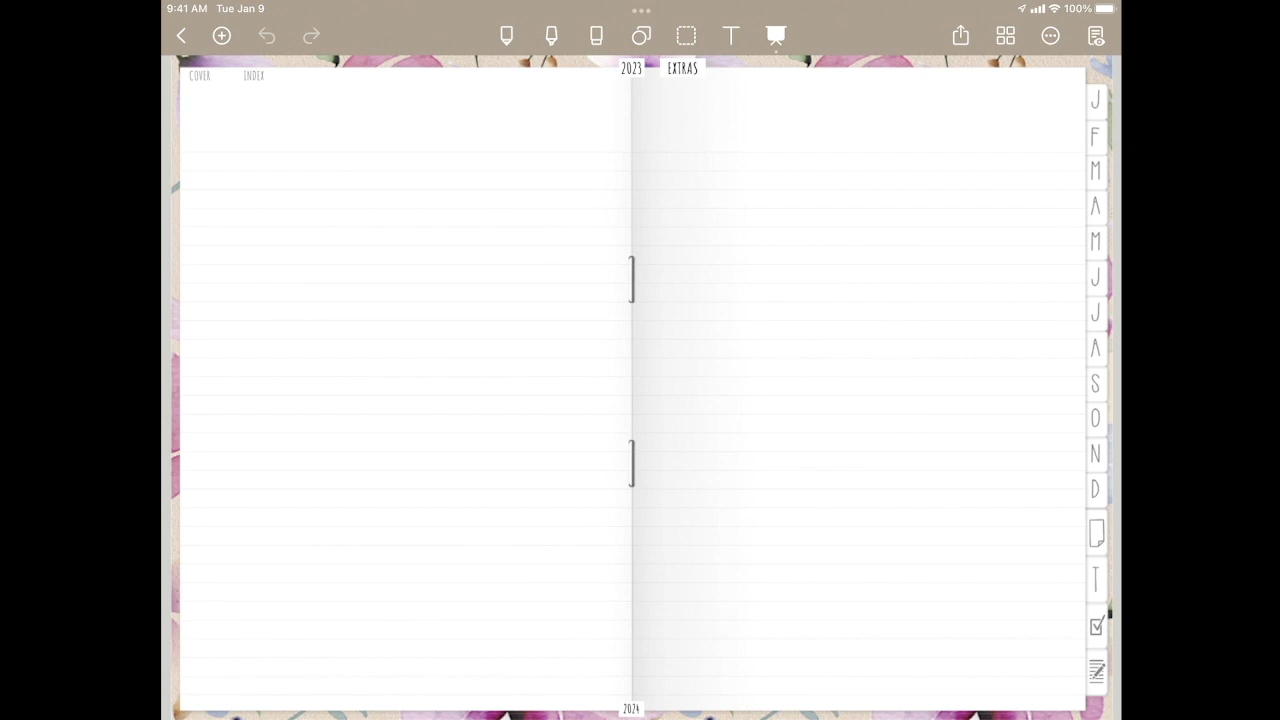 9:41 AM Tue Jan 9 100%
COVER INDEX 2023 EXTRAS
J
F
M
A
M
J
J
A
S
O
N
D
T
T
2024